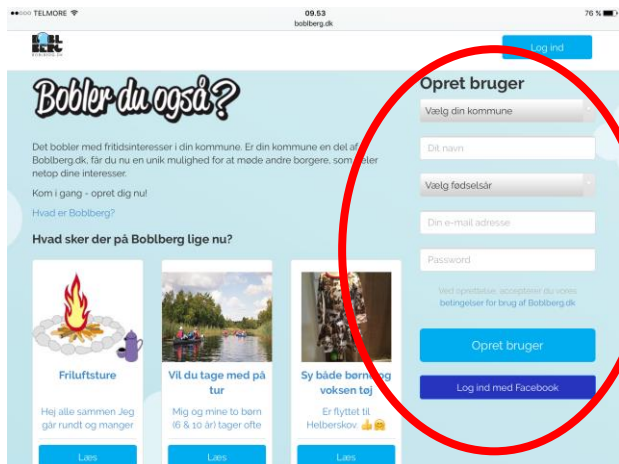 TELMORE
09.53
76 %
boblberg.dk
BOBLBERG.DK
Log ind
Bobler du også?
Det bobler med fritidsinteresser i din kommune. Er din kommune en del af
Boblberg.dk, får du nu en unik mulighed for at møde andre borgere, som deler
netop dine interesser.
Kom i gang - opret dig nu!
Hvad er Boblberg?
Hvad sker der på Boblberg lige nu?
Friluftsture
Hej alle sammen Jeg
går rundt og manger
Læs
Vil du tage med på
tur
Mig og mine to børn
(6 & 10 år) tager ofte
Læs
Sy både børne og
voksen tøj
Er flyttet til
Helberskov. 👍🤗
Læs
Opret bruger
Vælg din kommune
Dit navn
Vælg fødselsår
Din e-mail adresse
Password
Ved oprettelse, accepterer du vores
betingelser for brug af Boblberg.dk
Opret bruger
Log ind med Facebook